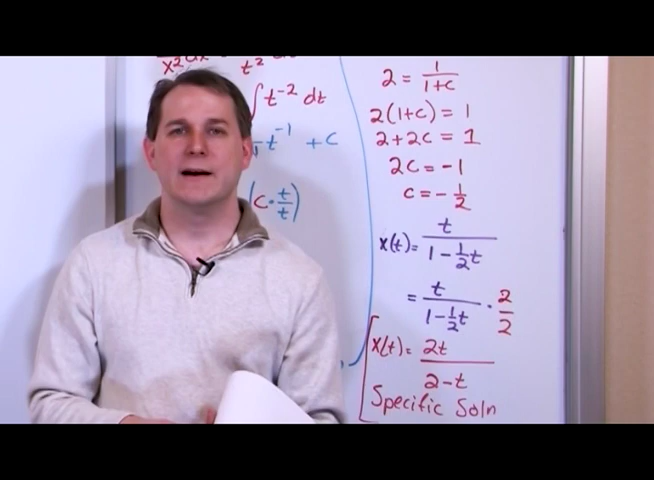 ∫ t⁻² dt
t⁻¹ + c
(c · t/t)
2 = 1/(1+c)
2(1+c) = 1
2+2c = 1
2c = -1
c = -1/2
x(t) = t/(1 - 1/2 t)
= t/(1 - 1/2 t) · 2/2
x(t) = 2t/(2-t)
Specific Soln